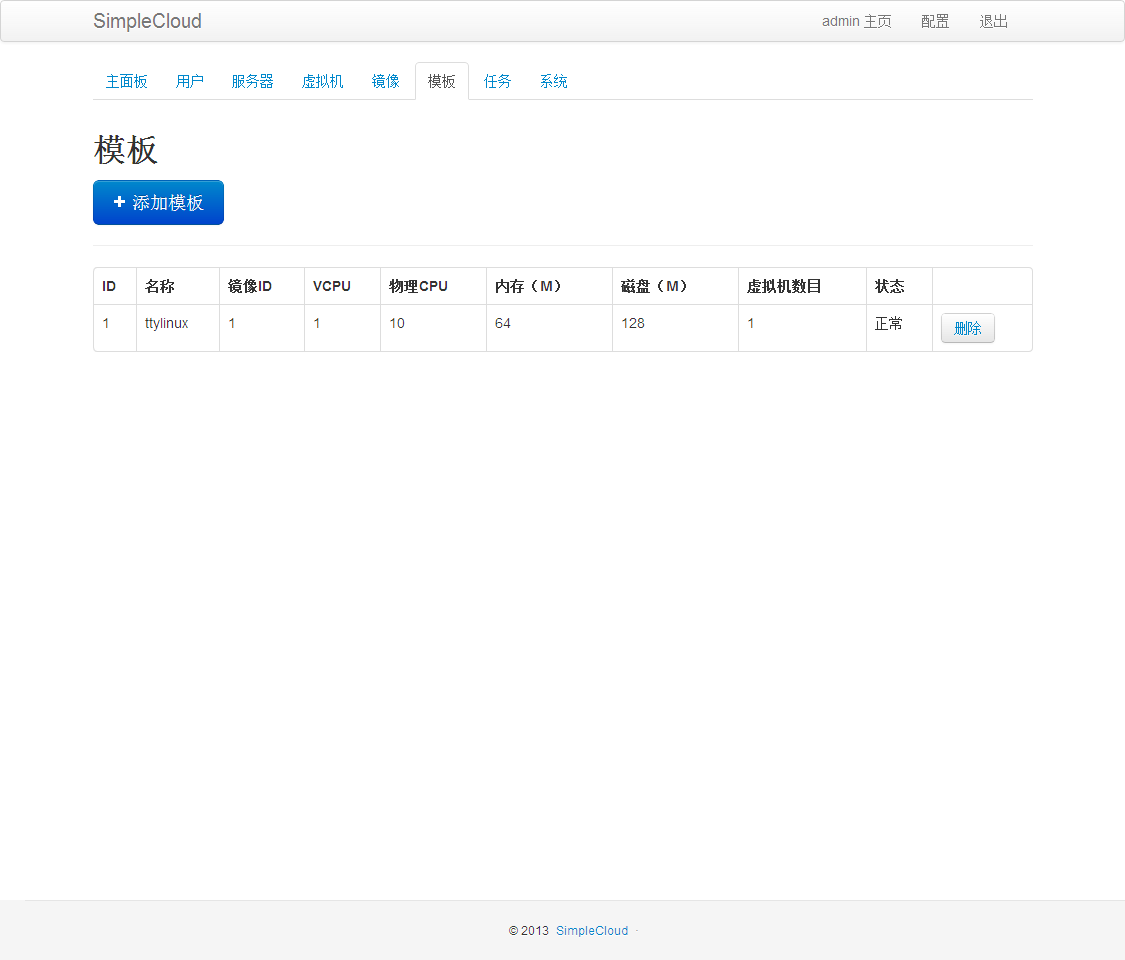 SimpleCloud admin 主页 配置 退出
主面板 用户 服务器 虚拟机 镜像 模板 任务 系统
模板
+ 添加模板
ID 名称 镜像ID VCPU 物理CPU 内存（M） 磁盘（M） 虚拟机数目 状态
1 ttylinux 1 1 10 64 128 1 正常 删除
© 2013 SimpleCloud -